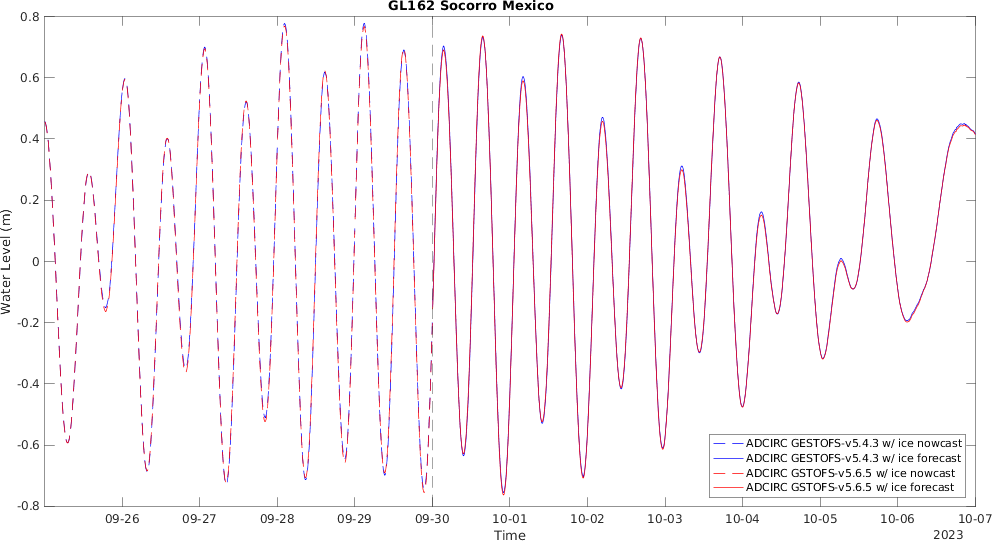 GL162 Socorro Mexico
0.8
0.6
0.4
0.2
0
-0.2
-0.4
-0.6
-0.8
Water Level (m)
ADCIRC GESTOFS-v5.4.3 w/ ice nowcast
ADCIRC GESTOFS-v5.4.3 w/ ice forecast
ADCIRC GSTOFS-v5.6.5 w/ ice nowcast
ADCIRC GSTOFS-v5.6.5 w/ ice forecast
09-26 09-27 09-28 09-29 09-30 10-01 10-02 10-03 10-04 10-05 10-06 10-07
Time
2023